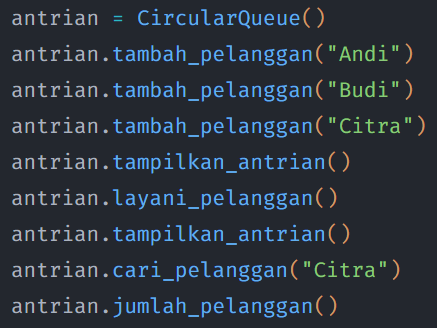 antrian = CircularQueue()
antrian.tambah_pelanggan("Andi")
antrian.tambah_pelanggan("Budi")
antrian.tambah_pelanggan("Citra")
antrian.tampilkan_antrian()
antrian.layani_pelanggan()
antrian.tampilkan_antrian()
antrian.cari_pelanggan("Citra")
antrian.jumlah_pelanggan()